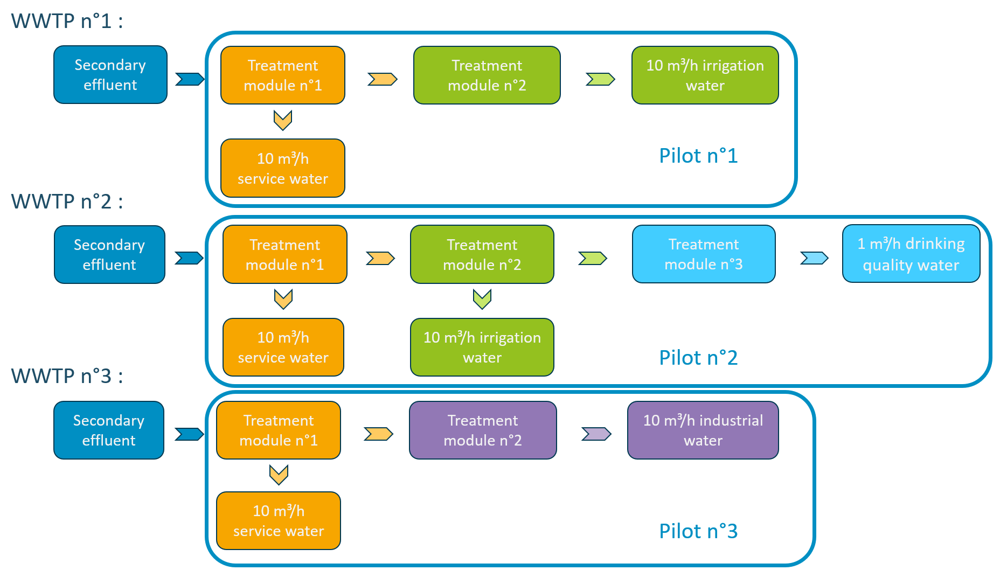 WWTP n°1 :
Secondary
effluent
Treatment
module n°1
Treatment
module n°2
10 m³/h irrigation
water
10 m³/h
service water
Pilot n°1
WWTP n°2 :
Secondary
effluent
Treatment
module n°1
Treatment
module n°2
Treatment
module n°3
1 m³/h drinking
quality water
10 m³/h
service water
10 m³/h irrigation
water
Pilot n°2
WWTP n°3 :
Secondary
effluent
Treatment
module n°1
Treatment
module n°2
10 m³/h industrial
water
10 m³/h
service water
Pilot n°3